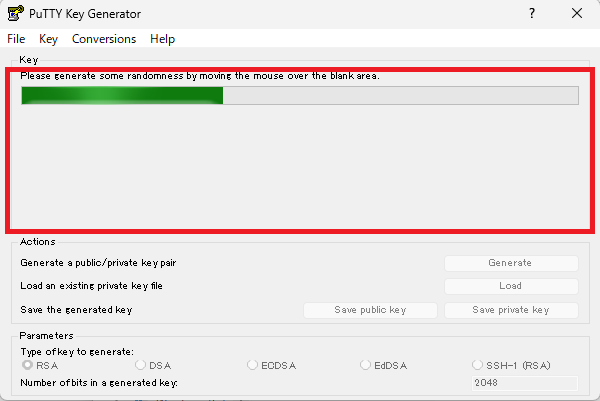 PuTTY Key Generator
File Key Conversions Help
Key
Please generate some randomness by moving the mouse over the blank area.
Actions
Generate a public/private key pair Generate
Load an existing private key file Load
Save the generated key Save public key Save private key
Parameters
Type of key to generate:
RSA DSA ECDSA EdDSA SSH-1 (RSA)
Number of bits in a generated key: 2048